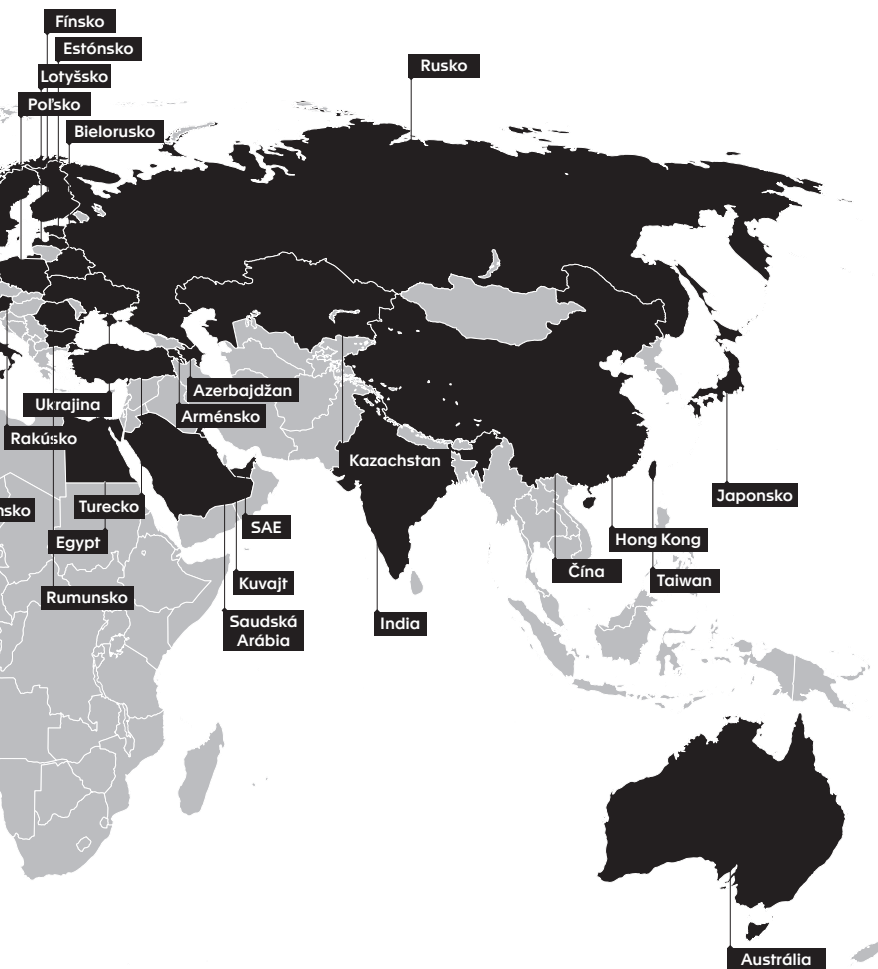 Fínsko
Estónsko
Lotyšsko
Poľsko
Bielorusko
Rusko
Azerbajdžan
Ukrajina
Arménsko
Rakúsko
Kazachstan
Turecko
Japonsko
SAE
Egypt
Hong Kong
Čína
Taiwan
Kuvajt
Rumunsko
Saudská
Arábia
India
Austrália